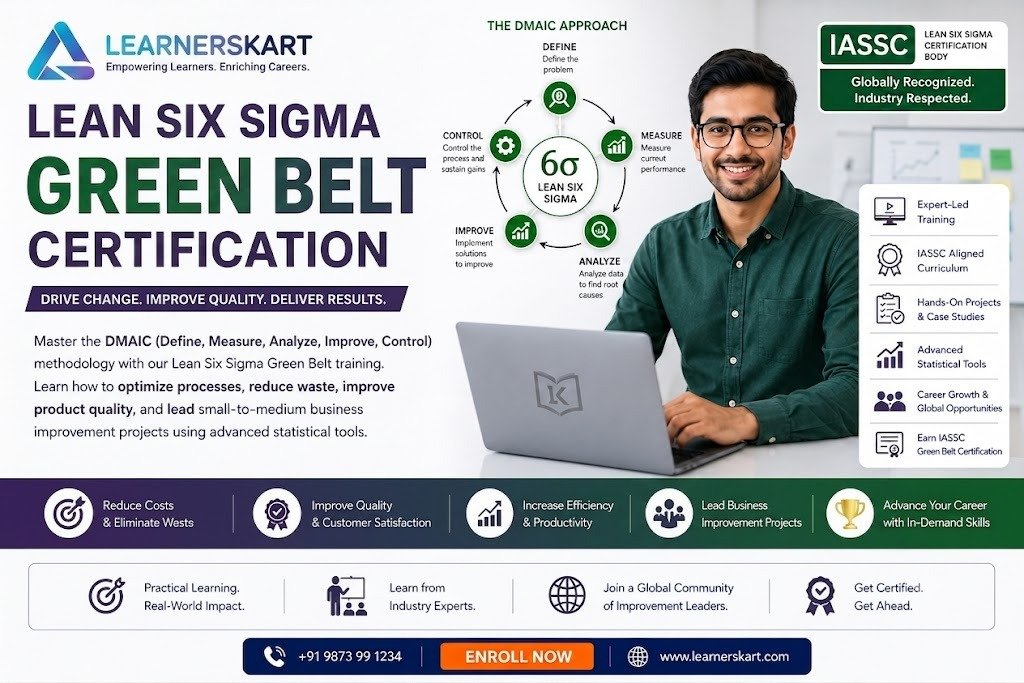 LEARNERSKART
Empowering Learners. Enriching Careers.
LEAN SIX SIGMA
GREEN BELT
CERTIFICATION
DRIVE CHANGE. IMPROVE QUALITY. DELIVER RESULTS.
Master the DMAIC (Define, Measure, Analyze, Improve, Control)
methodology with our Lean Six Sigma Green Belt training.
Learn how to optimize processes, reduce waste, improve
product quality, and lead small-to-medium business
improvement projects using advanced statistical tools.
THE DMAIC APPROACH
DEFINE
Define the
problem
MEASURE
Measure
current
performance
ANALYZE
Analyze data
to find root
causes
IMPROVE
Implement
solutions
to improve
CONTROL
Control the
process and
sustain gains
6σ
LEAN SIX
SIGMA
K
IASSC
LEAN SIX SIGMA
CERTIFICATION
BODY
Globally Recognized.
Industry Respected.
Expert-Led
Training
IASSC Aligned
Curriculum
Hands-On Projects
& Case Studies
Advanced
Statistical Tools
Career Growth &
Global Opportunities
Earn IASSC
Green Belt Certification
Reduce Costs
& Eliminate Wests
Improve Quality
& Customer Satisfaction
Increase Efficiency
& Productivity
Lead Business
Improvement Projects
Advance Your Career
with In-Demand Skills
Practical Learning.
Real-World Impact.
Learn from
Industry Experts.
Join a Global Community
of Improvement Leaders.
Get Certified.
Get Ahead.
+91 9873 99 1234
ENROLL NOW
www.learnerskart.com